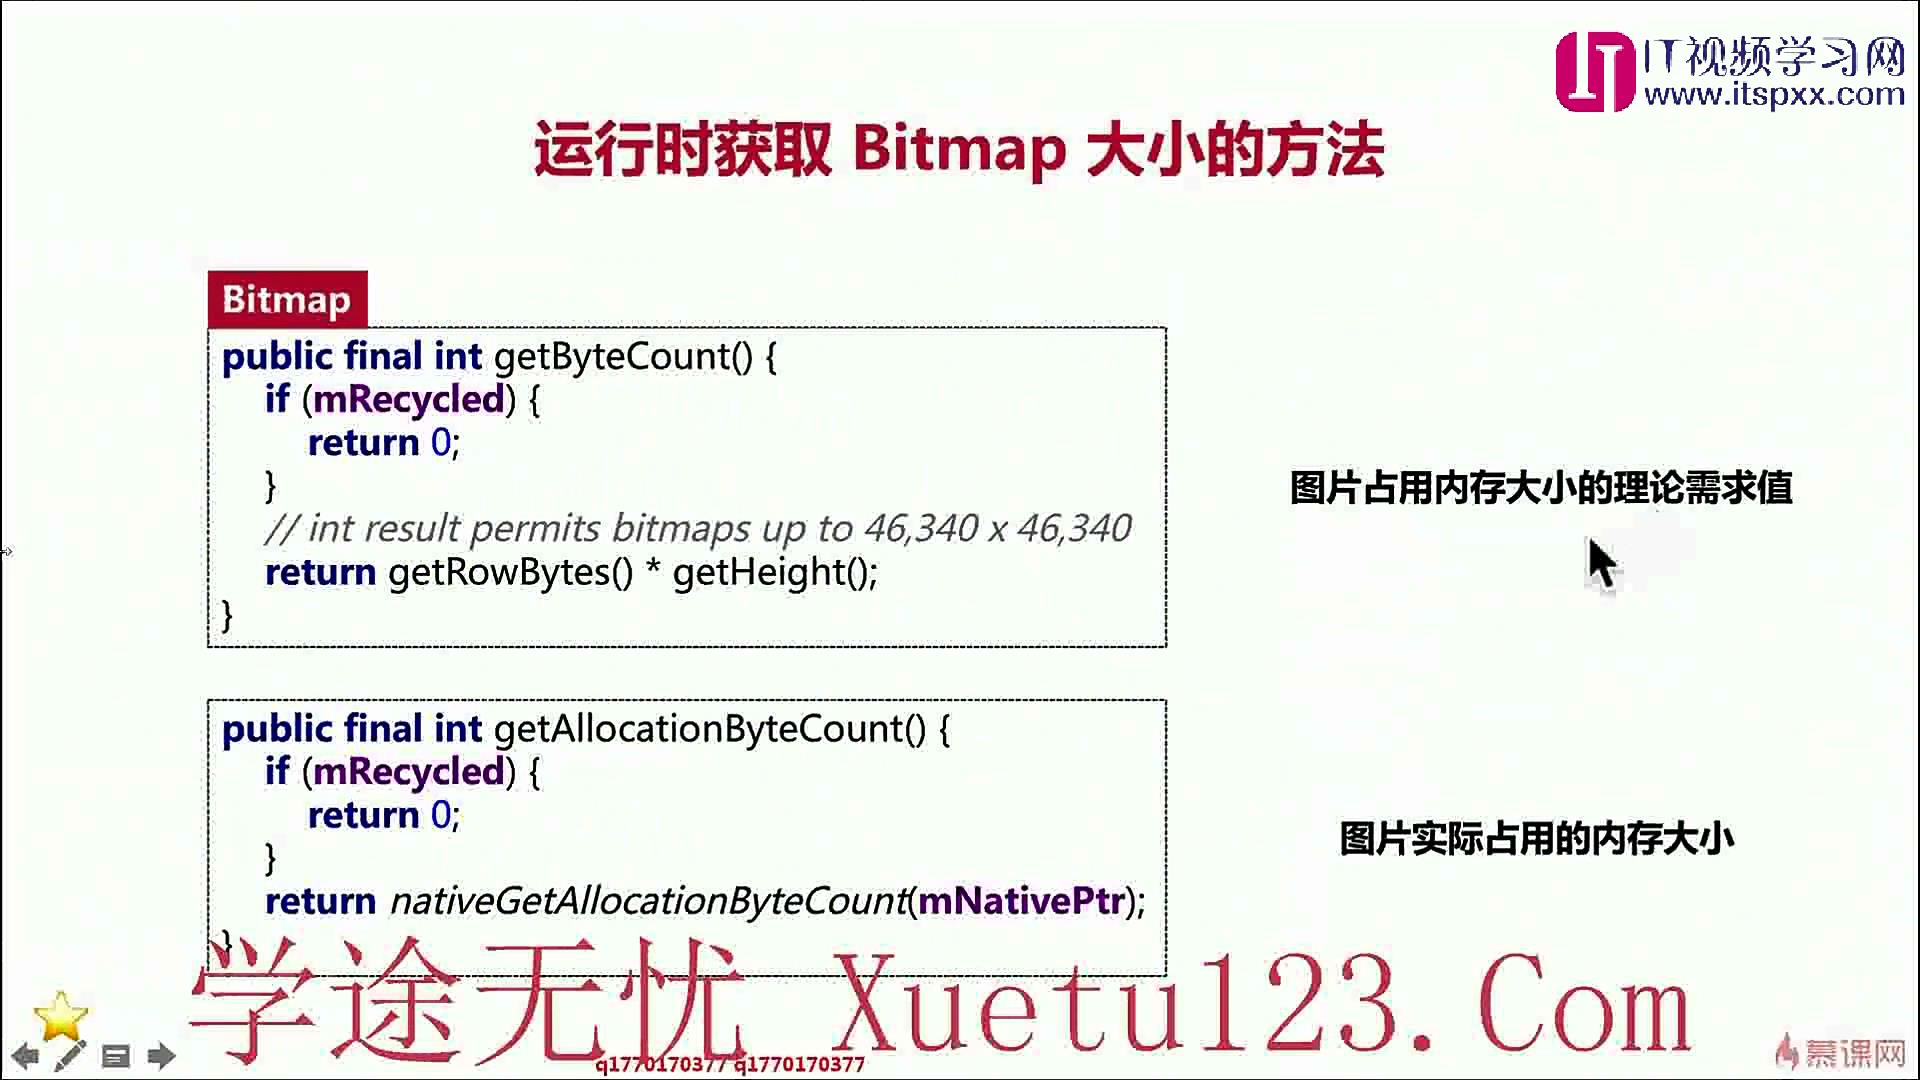 IT视频学习网
www.itspxx.com
运行时获取 Bitmap 大小的方法
Bitmap
public final int getByteCount() {
if (mRecycled) {
return 0;
}
// int result permits bitmaps up to 46,340 x 46,340
return getRowBytes() * getHeight();
}
图片占用内存大小的理论需求值
public final int getAllocationByteCount() {
if (mRecycled) {
return 0;
}
return nativeGetAllocationByteCount(mNativePtr);
}
图片实际占用的内存大小
学途无忧 Xuetu123.Com
q1770170377 q1770170377
慕课网